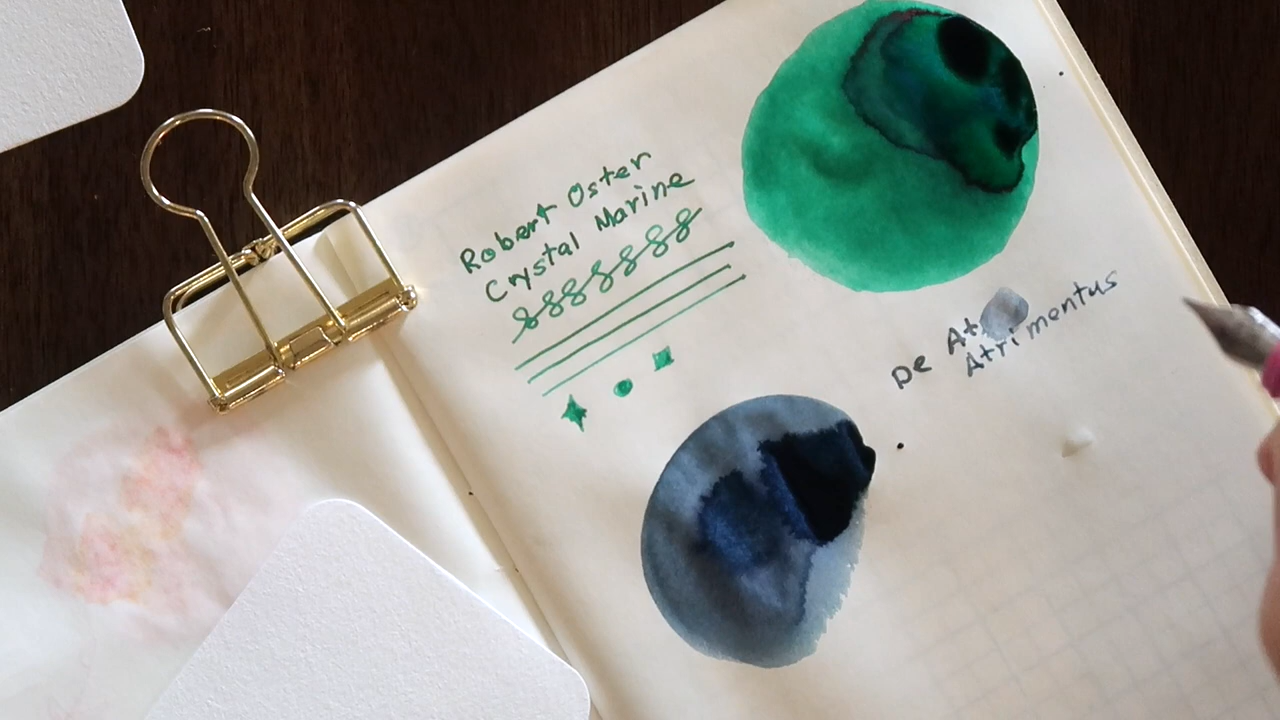 Robert Oster
Crystal Marine
De At
Atrimentus